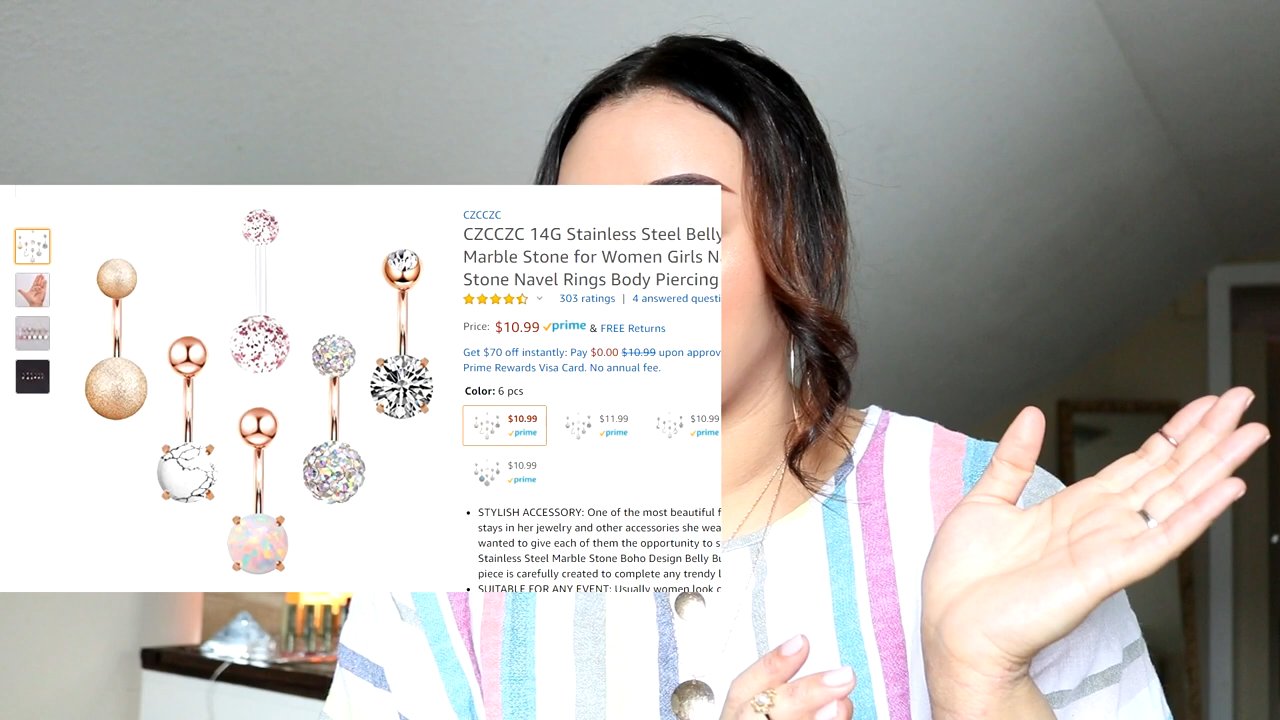 CZCCZC
CZCCZC 14G Stainless Steel Belly
Marble Stone for Women Girls N
Stone Navel Rings Body Piercing
303 ratings | 4 answered questi
Price: $10.99 prime & FREE Returns
Get $70 off instantly: Pay $0.00 $10.99 upon approv
Prime Rewards Visa Card. No annual fee.
Color: 6 pcs
$10.99 $11.99 $10.99
prime prime prime
$10.99
prime
• STYLISH ACCESSORY: One of the most beautiful f
stays in her jewelry and other accessories she wea
wanted to give each of them the opportunity to s
Stainless Steel Marble Stone Boho Design Belly Bu
piece is carefully created to complete any trendy l
• SUITABLE FOR ANY EVENT: Usually women look c